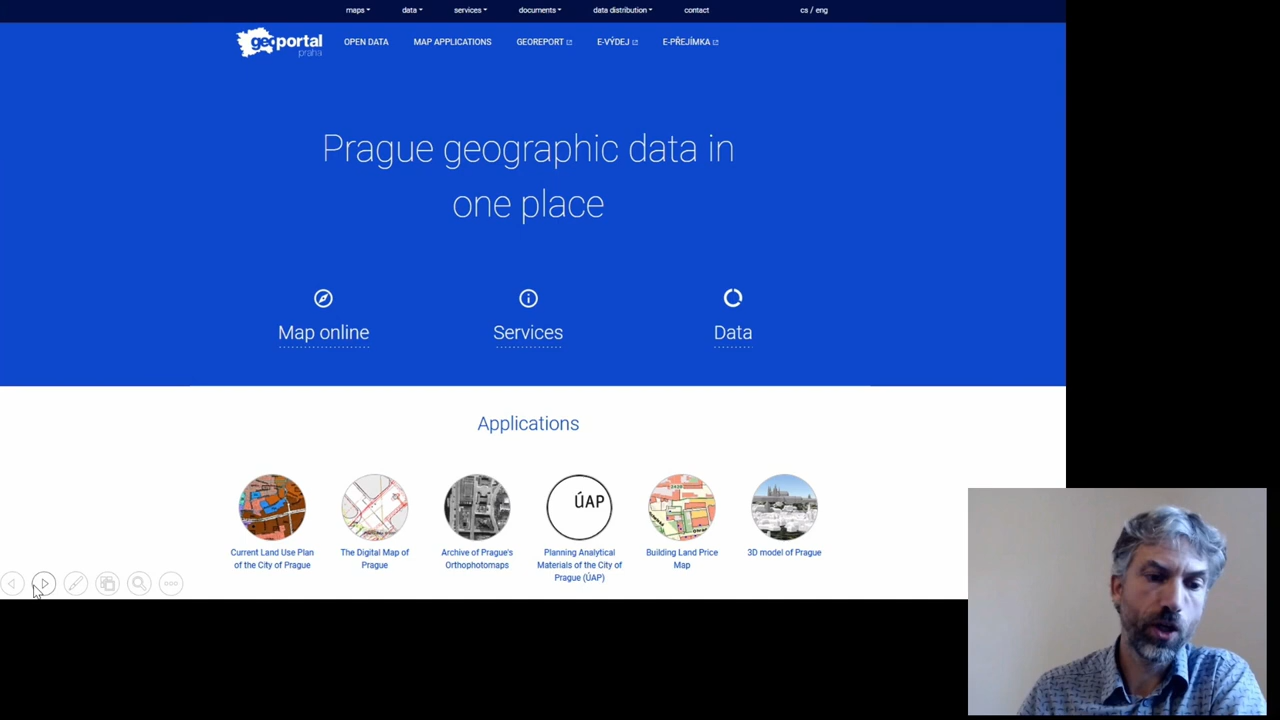 maps data services documents data distribution contact cs / eng
geoportal
praha
OPEN DATA MAP APPLICATIONS GEOREPORT E-VÝDEJ E-PŘEJÍMKA
Prague geographic data in
one place
Map online Services Data
Applications
ÚAP
Current Land Use Plan
of the City of Prague
The Digital Map of
Prague
Archive of Prague's
Orthophotomaps
Planning Analytical
Materials of the City of
Prague (ÚAP)
Building Land Price
Map
3D model of Prague